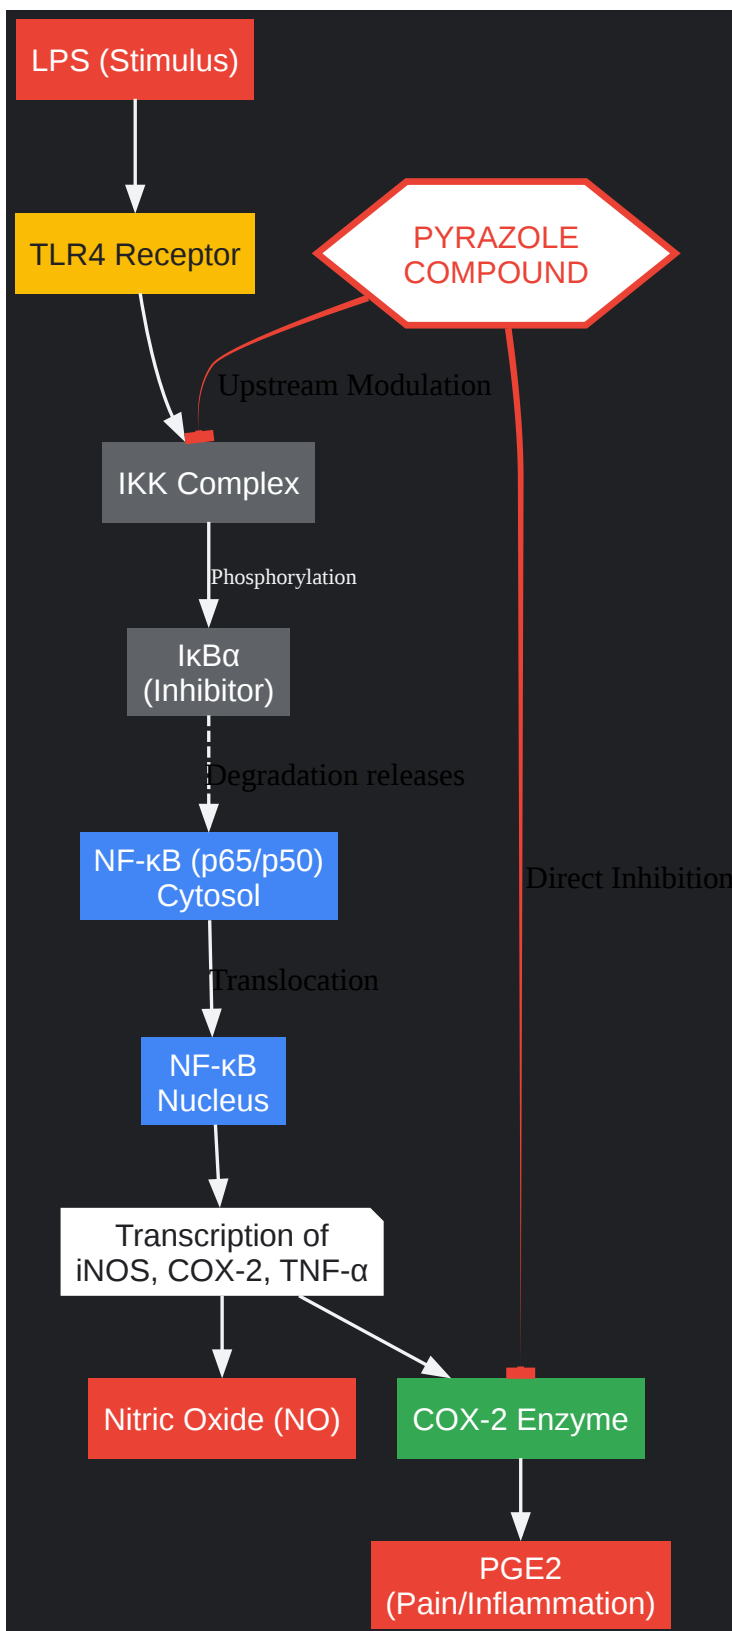 LPS (Stimulus)
TLR4 Receptor
PYRAZOLE
COMPOUND
Upstream Modulation
IKK Complex
Phosphorylation
IκBα
(Inhibitor)
Degradation releases
NF-κB (p65/p50)
Cytosol
Direct Inhibition
Translocation
NF-κB
Nucleus
Transcription of
iNOS, COX-2, TNF-α
Nitric Oxide (NO)
COX-2 Enzyme
PGE2
(Pain/Inflammation)